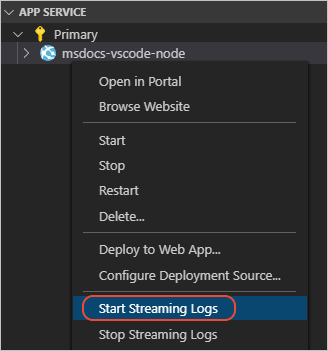 APP SERVICE
Primary
msdocs-vscode-node
Open in Portal
Browse Website
Start
Stop
Restart
Delete...
Deploy to Web App...
Configure Deployment Source...
Start Streaming Logs
Stop Streaming Logs